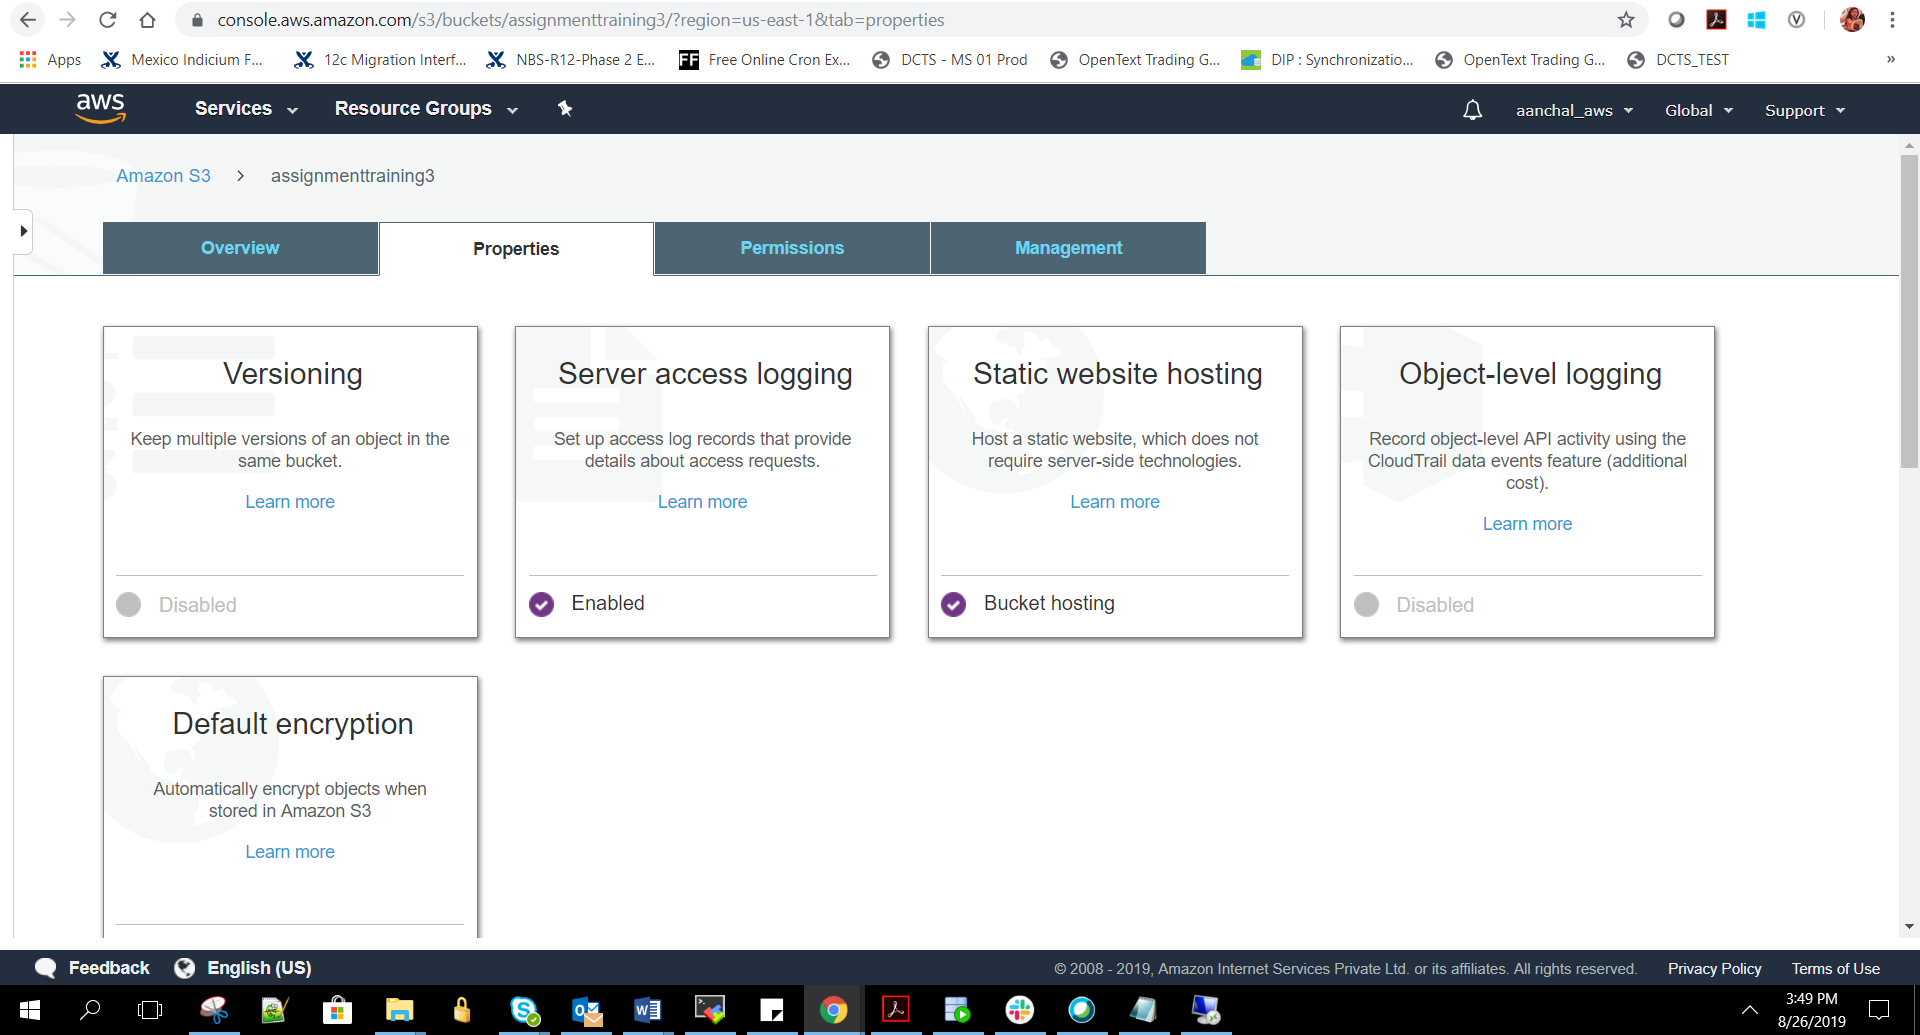 console.aws.amazon.com/s3/buckets/assignmenttraining3/?region=us-east-1&tab=properties
Apps Mexico Indicium F... 12c Migration Interf... NBS-R12-Phase 2 E... FF Free Online Cron Ex... DCTS - MS 01 Prod OpenText Trading G... DIP : Synchronizatio... OpenText Trading G... DCTS_TEST »
aws Services Resource Groups aanchal_aws Global Support
Amazon S3 > assignmenttraining3
Overview Properties Permissions Management
Versioning
Keep multiple versions of an object in the
same bucket.
Learn more
Disabled
Server access logging
Set up access log records that provide
details about access requests.
Learn more
Enabled
Static website hosting
Host a static website, which does not
require server-side technologies.
Learn more
Bucket hosting
Object-level logging
Record object-level API activity using the
CloudTrail data events feature (additional
cost).
Learn more
Disabled
Default encryption
Automatically encrypt objects when
stored in Amazon S3
Learn more
Feedback English (US) © 2008 - 2019, Amazon Internet Services Private Ltd. or its affiliates. All rights reserved. Privacy Policy Terms of Use
3:49 PM
8/26/2019